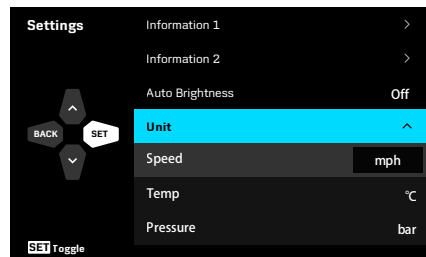 Settings
Information 1
Information 2
Auto Brightness Off
BACK SET
Unit
Speed mph
Temp °C
Pressure bar
SET Toggle